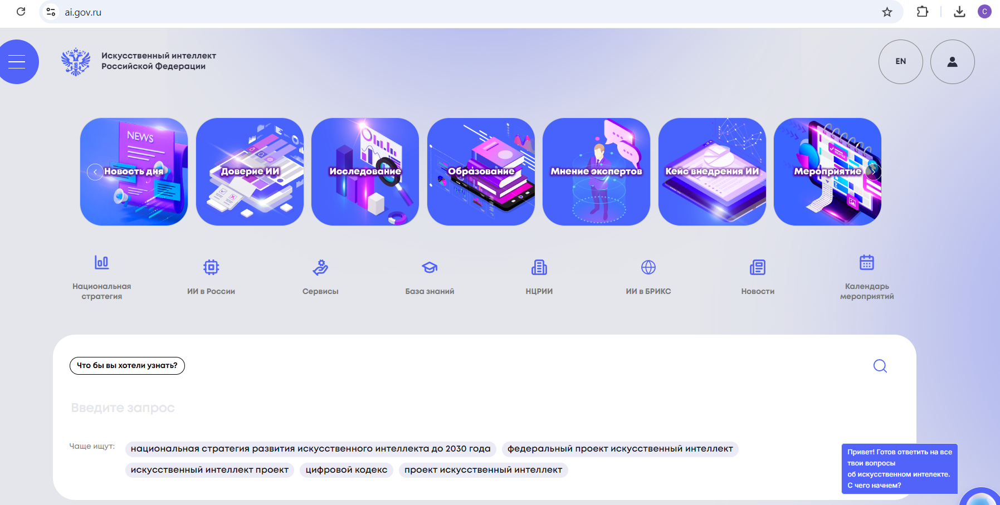 ai.gov.ru
C
Искусственный интеллект
Российской Федерации
EN
NEWS
Новость дня
Доверие ИИ
Исследование
Образование
Мнение экспертов
Кейс внедрения ИИ
Мероприятие
Национальная
стратегия
ИИ в России
Сервисы
База знаний
НЦРИИ
ИИ в БРИКС
Новости
Календарь
мероприятий
Что бы вы хотели узнать?
Введите запрос
Чаще ищут:
национальная стратегия развития искусственного интеллекта до 2030 года
федеральный проект искусственный интеллект
искусственный интеллект проект
цифровой кодекс
проект искусственный интеллект
Привет! Готов ответить на все
твои вопросы
об искусственном интелекте.
С чего начнем?